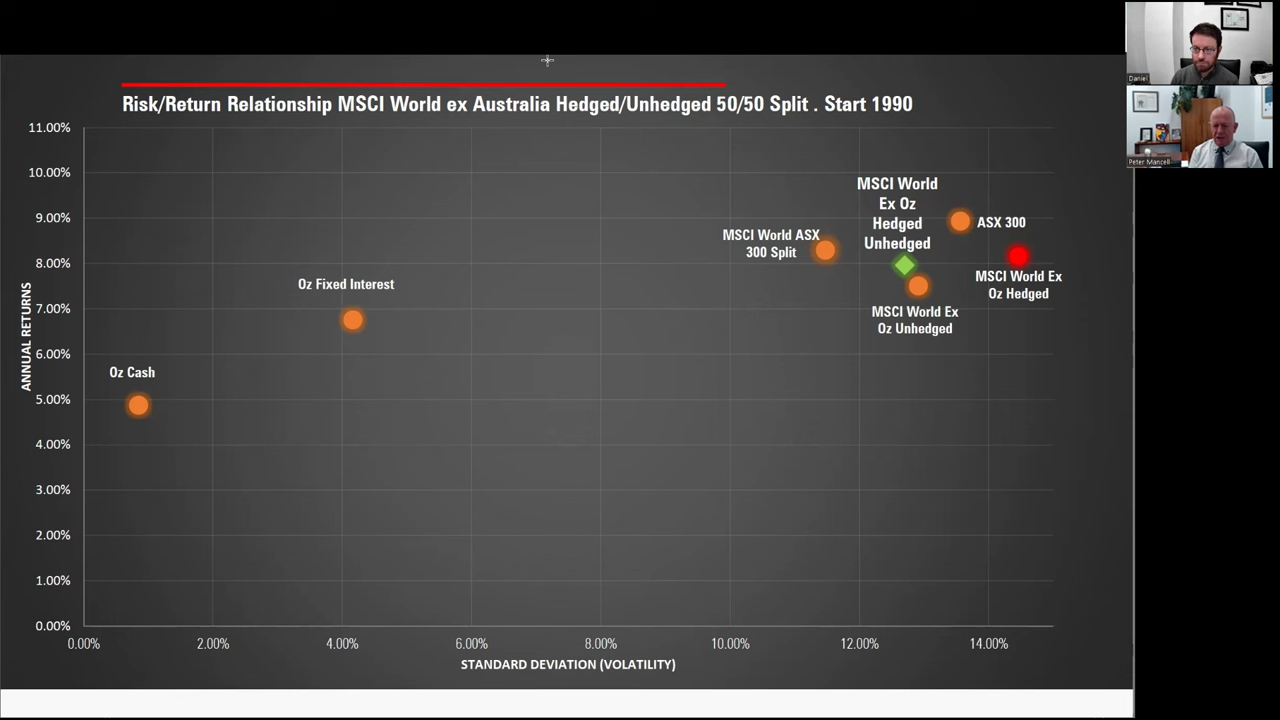 Daniel
Peter Mancell
Risk/Return Relationship MSCI World ex Australia Hedged/Unhedged 50/50 Split . Start 1990
11.00%
10.00%
9.00%
8.00%
7.00%
6.00%
5.00%
4.00%
3.00%
2.00%
1.00%
0.00%
ANNUAL RETURNS
Oz Cash
Oz Fixed Interest
MSCI World ASX
300 Split
MSCI World
Ex Oz
Hedged
Unhedged
ASX 300
MSCI World Ex
Oz Hedged
MSCI World Ex
Oz Unhedged
0.00%
2.00%
4.00%
6.00%
8.00%
10.00%
12.00%
14.00%
STANDARD DEVIATION (VOLATILITY)